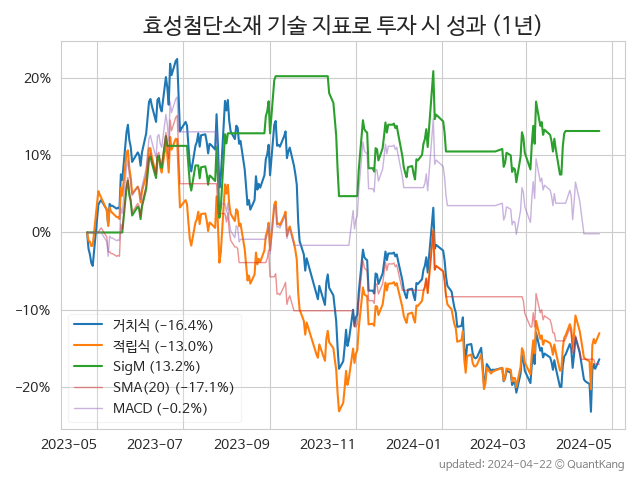 효성첨단소재 기술 지표로 투자 시 성과 (1년)
20%
10%
0%
−10%
−20%
거치식 (−16.4%)
적립식 (−13.0%)
SigM (13.2%)
SMA(20) (−17.1%)
MACD (−0.2%)
2023−05 2023−07 2023−09 2023−11 2024−01 2024−03 2024−05
updated: 2024−04−22 © QuantKang